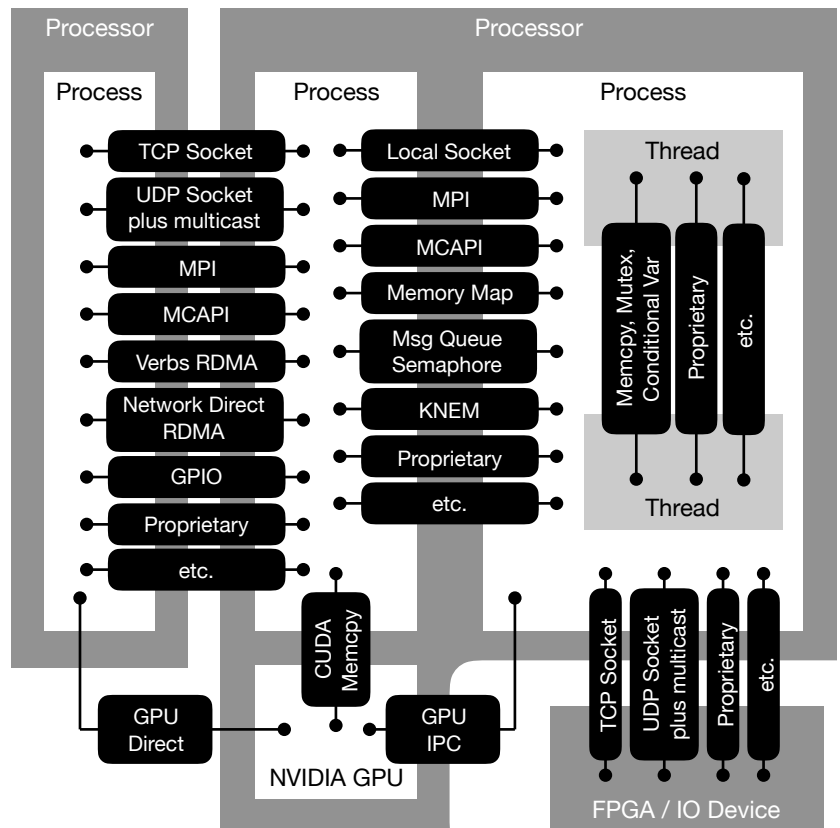 Processor
Processor
Process
Process
Process
TCP Socket
UDP Socket
plus multicast
MPI
MCAPI
Verbs RDMA
Network Direct
RDMA
GPIO
Proprietary
etc.
Local Socket
MPI
MCAPI
Memory Map
Msg Queue
Semaphore
KNEM
Proprietary
etc.
Thread
Memcpy, Mutex,
Conditional Var
Proprietary
etc.
Thread
GPU
Direct
CUDA
Memcpy
GPU
IPC
NVIDIA GPU
TCP Socket
UDP Socket
plus multicast
Proprietary
etc.
FPGA / IO Device